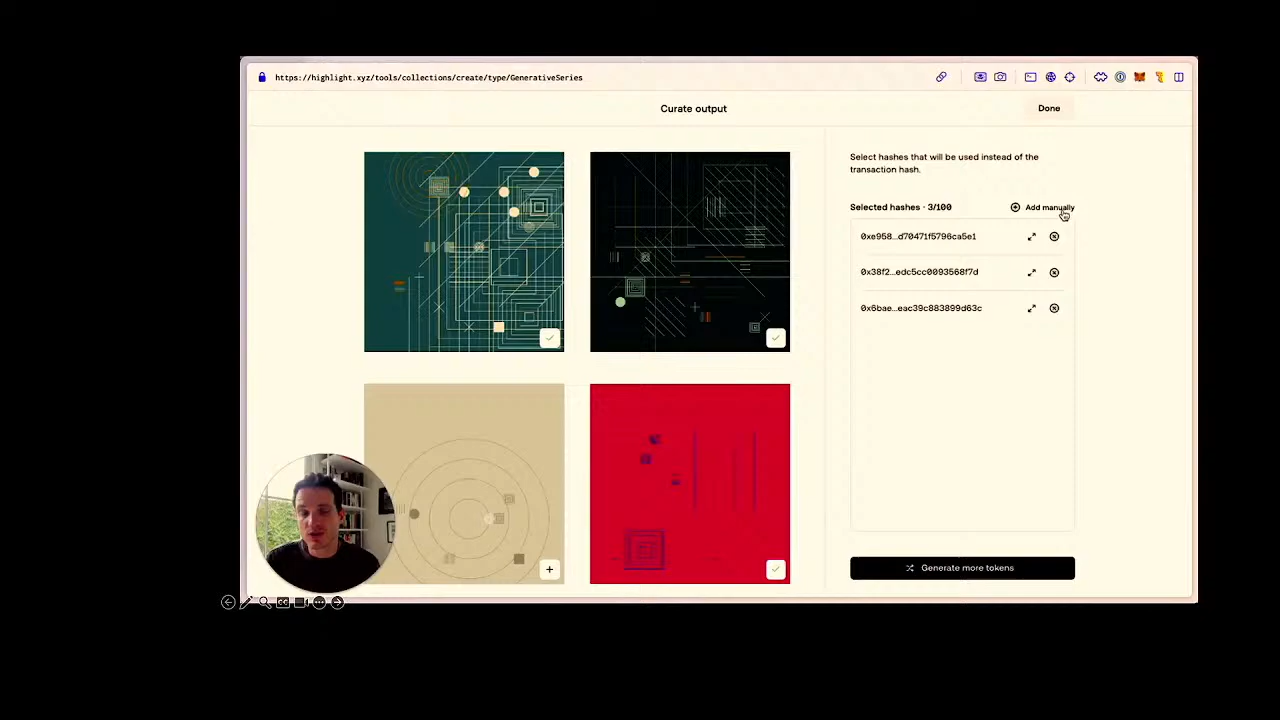 https://highlight.xyz/tools/collections/create/type/GenerativeSeries
Curate output
Done
Select hashes that will be used instead of the
transaction hash.
Selected hashes · 3/100
Add manually
0xe958...d70471f5796ca5e1
0x38f2...edc5cc0093568f7d
0x6bae...eac39c883899d63c
Generate more tokens
CC